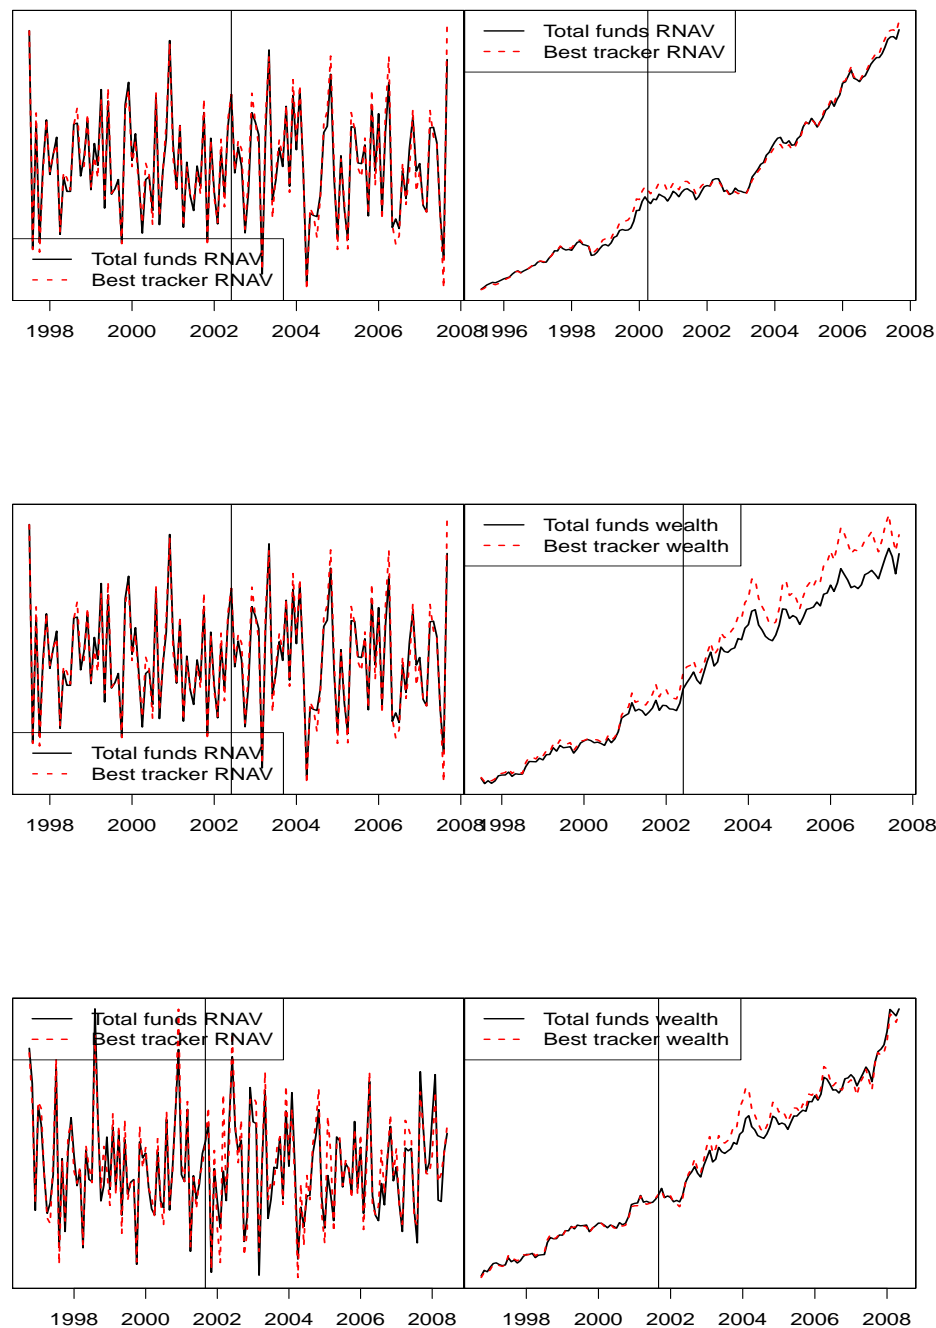 Total funds RNAV
Best tracker RNAV
1998 2000 2002 2004 2006 2008
Total funds RNAV
Best tracker RNAV
1996 1998 2000 2002 2004 2006 2008
Total funds RNAV
Best tracker RNAV
1998 2000 2002 2004 2006 2008
Total funds wealth
Best tracker wealth
1998 2000 2002 2004 2006 2008
Total funds RNAV
Best tracker RNAV
1998 2000 2002 2004 2006 2008
Total funds wealth
Best tracker wealth
1998 2000 2002 2004 2006 2008